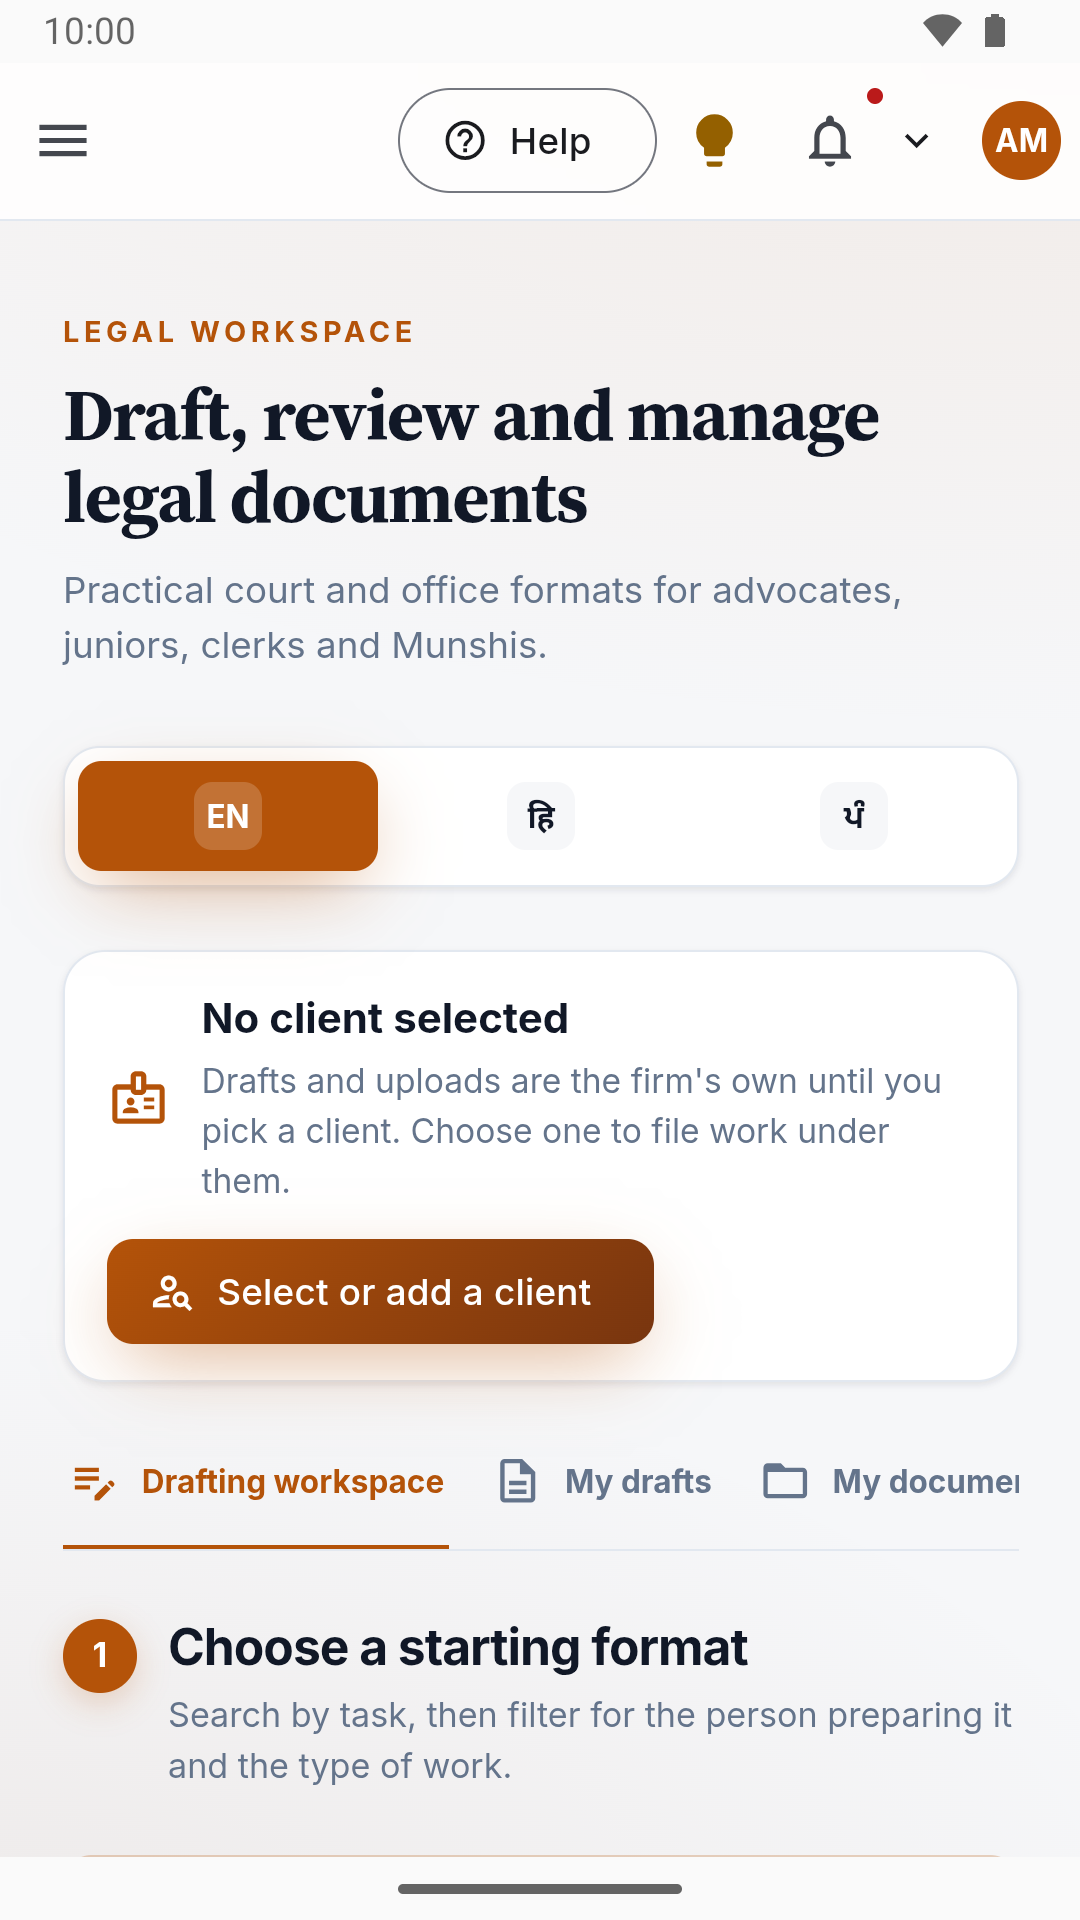 10:00
Help
AM
LEGAL WORKSPACE
Draft, review and manage
legal documents
Practical court and office formats for advocates,
juniors, clerks and Munshis.
EN
हि
ਪੰ
No client selected
Drafts and uploads are the firm's own until you
pick a client. Choose one to file work under
them.
Select or add a client
Drafting workspace
My drafts
My documen
1
Choose a starting format
Search by task, then filter for the person preparing it
and the type of work.